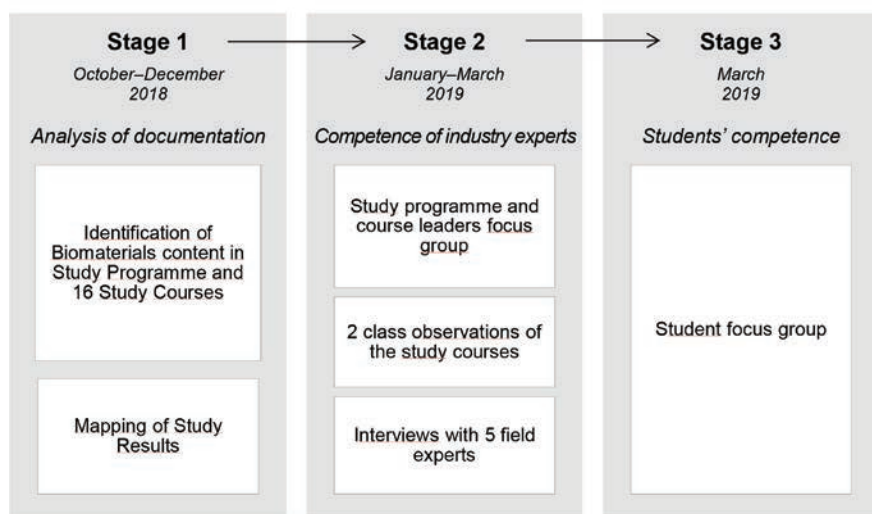 Stage 1
October–December
2018
Analysis of documentation
Identification of
Biomaterials content in
Study Programme and
16 Study Courses
Mapping of Study
Results
Stage 2
January–March
2019
Competence of industry experts
Study programme and
course leaders focus
group
2 class observations of
the study courses
Interviews with 5 field
experts
Stage 3
March
2019
Students’ competence
Student focus group